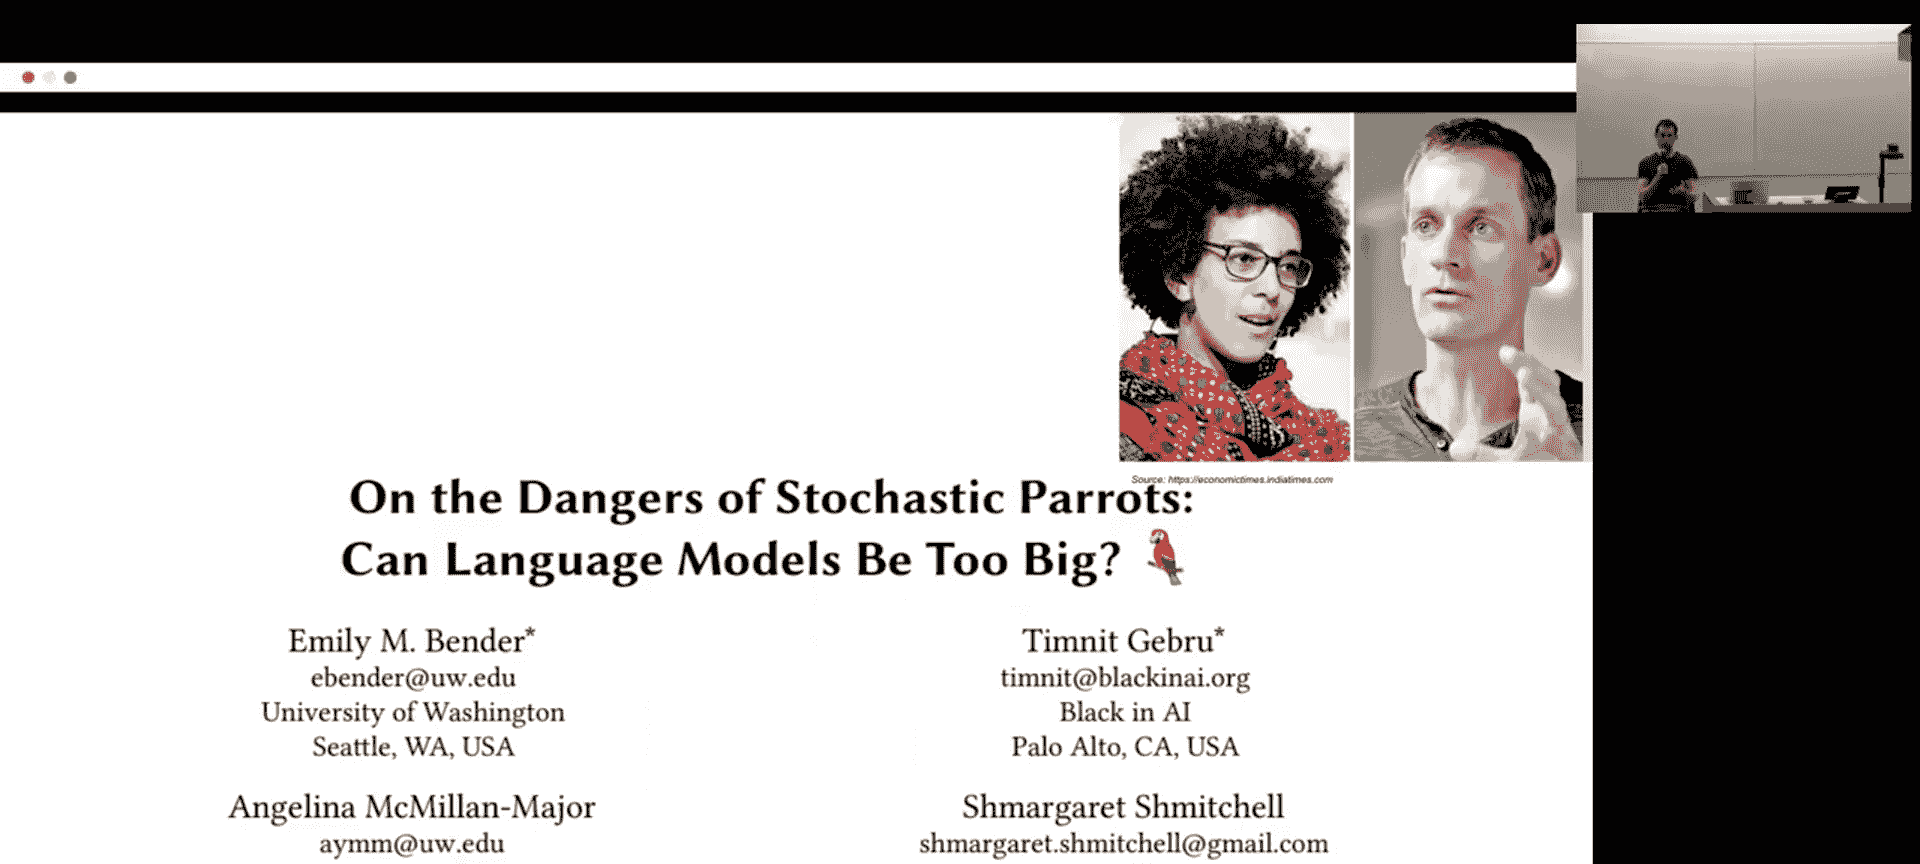 Source: https://economictimes.indiatimes.com
On the Dangers of Stochastic Parrots:
Can Language Models Be Too Big? 🦜
Emily M. Bender*
ebender@uw.edu
University of Washington
Seattle, WA, USA
Timnit Gebru*
timnit@blackinai.org
Black in AI
Palo Alto, CA, USA
Angelina McMillan-Major
aymm@uw.edu
Shmargaret Shmitchell
shmargaret.shmitchell@gmail.com